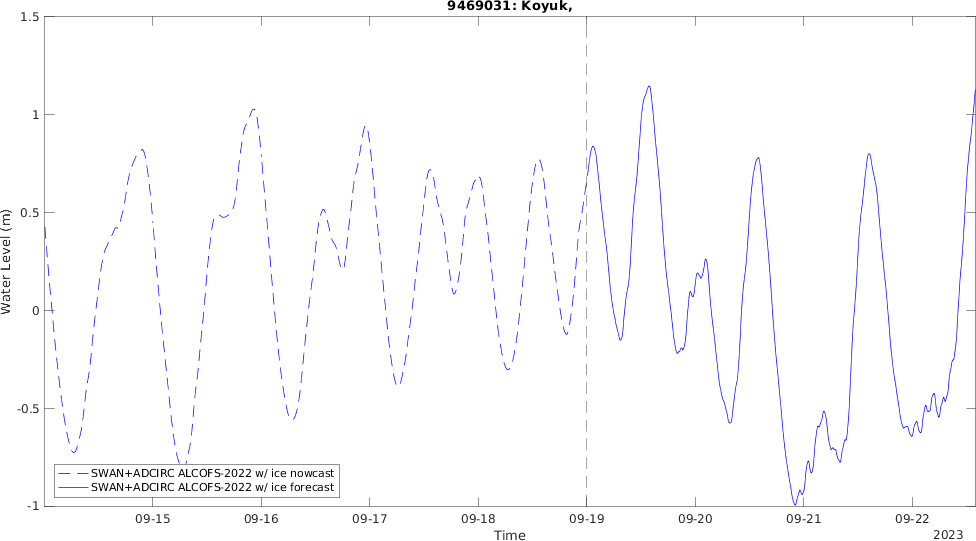 9469031: Koyuk,
Water Level (m)
1.5
1
0.5
0
-0.5
-1
SWAN+ADCIRC ALCOFS-2022 w/ ice nowcast
SWAN+ADCIRC ALCOFS-2022 w/ ice forecast
09-15 09-16 09-17 09-18 09-19 09-20 09-21 09-22
Time
2023